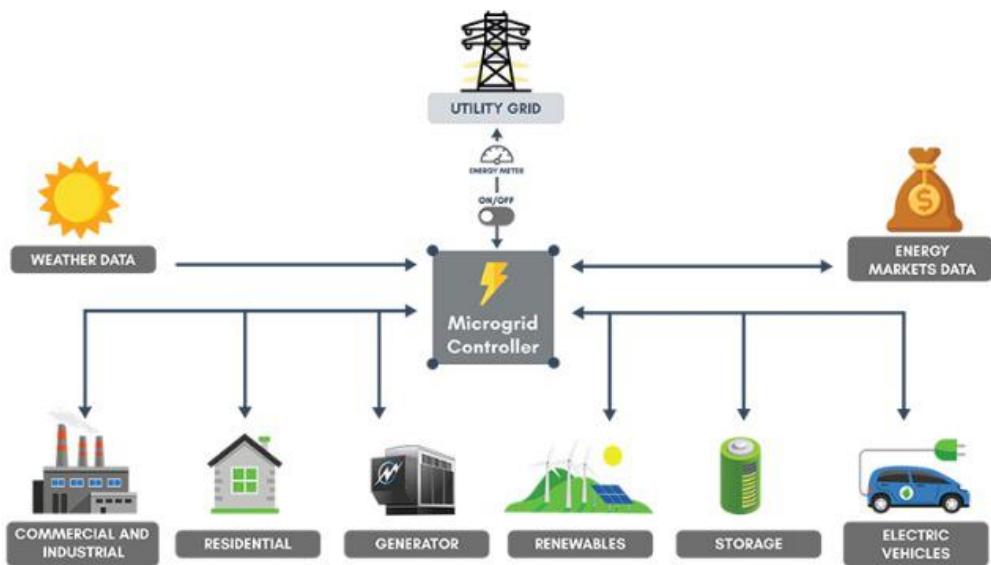 UTILITY GRID
ENERGY METER
ON/OFF
WEATHER DATA
ENERGY
MARKETS DATA
Microgrid
Controller
COMMERCIAL AND
INDUSTRIAL
RESIDENTIAL
GENERATOR
RENEWABLES
STORAGE
ELECTRIC
VEHICLES